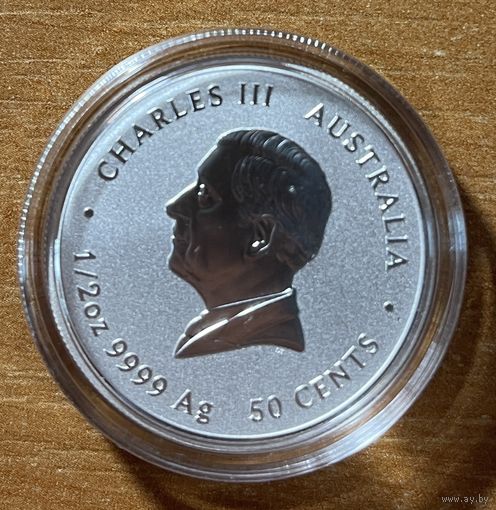 CHARLES III AUSTRALIA
1/2oz 9999 Ag 50 CENTS
www.ay.by